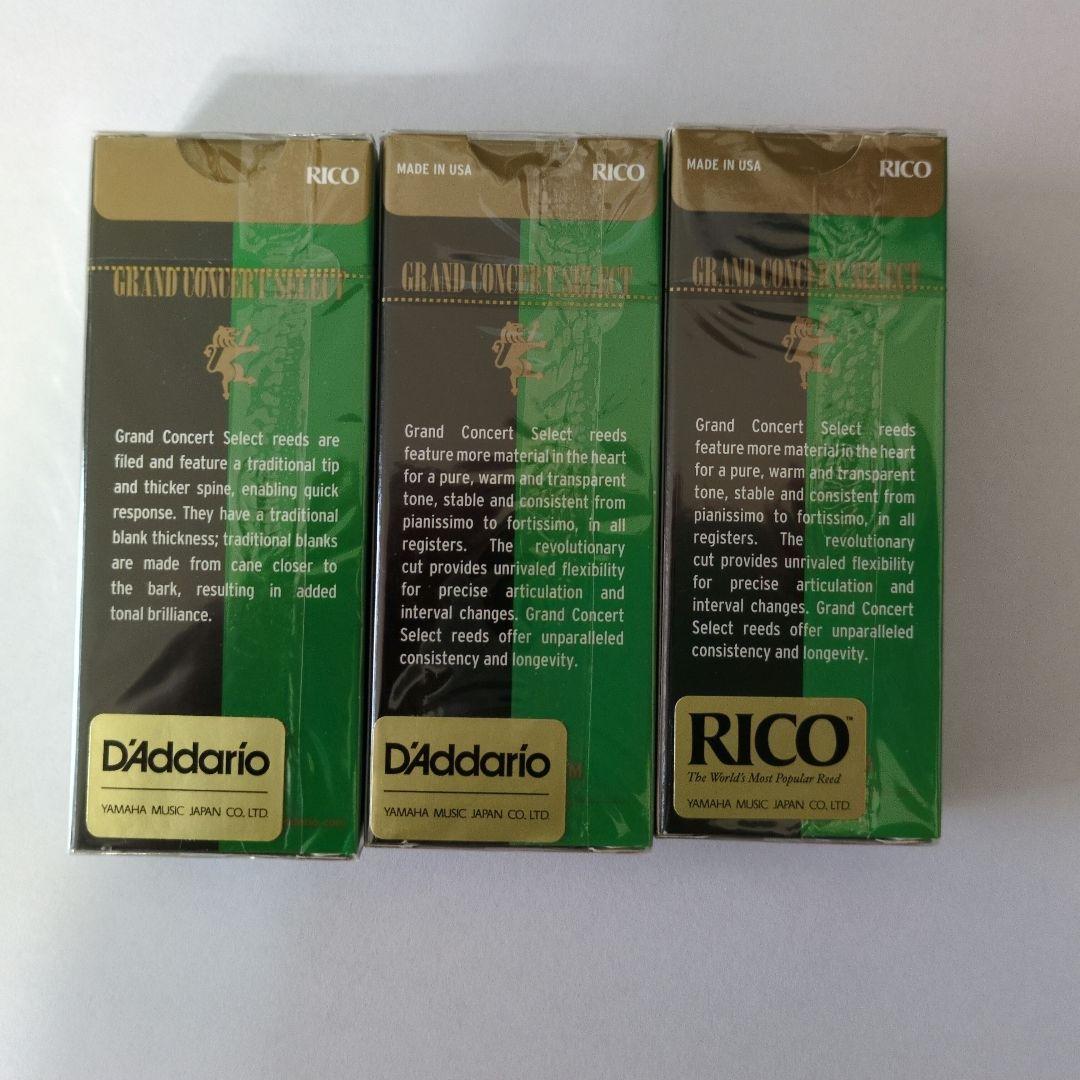 RICO
GRAND CONCERT SELECT
Grand Concert Select reeds are
filed and feature a traditional tip
and thicker spine, enabling quick
response. They have a traditional
blank thickness; traditional blanks
are made from cane closer to
the bark, resulting in added
tonal brilliance.
D'Addario
YAMAHA MUSIC JAPAN CO. LTD.
MADE IN USA RICO
GRAND CONCERT SELECT
Grand Concert Select reeds
feature more material in the heart
for a pure, warm and transparent
tone, stable and consistent from
pianissimo to fortissimo, in all
registers. The revolutionary
cut provides unrivaled flexibility
for precise articulation and
interval changes. Grand Concert
Select reeds offer unparalleled
consistency and longevity.
D'Addario
YAMAHA MUSIC JAPAN CO. LTD.
MADE IN USA RICO
GRAND CONCERT SELECT
Grand Concert Select reeds
feature more material in the heart
for a pure, warm and transparent
tone, stable and consistent from
pianissimo to fortissimo, in all
registers. The revolutionary
cut provides unrivaled flexibility
for precise articulation and
interval changes. Grand Concert
Select reeds offer unparalleled
consistency and longevity.
RICO™
The World's Most Popular Reed
YAMAHA MUSIC JAPAN CO. LTD.